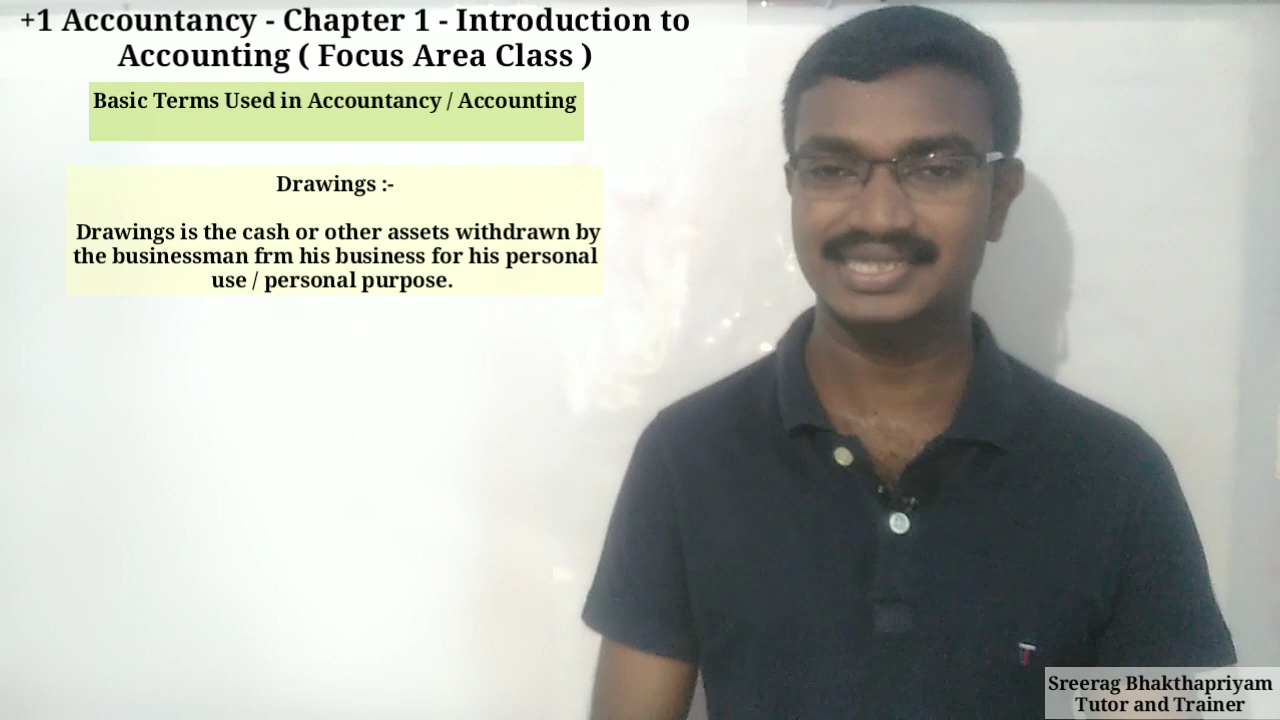 +1 Accountancy - Chapter 1 - Introduction to
Accounting ( Focus Area Class )
Basic Terms Used in Accountancy / Accounting
Drawings :-
Drawings is the cash or other assets withdrawn by
the businessman frm his business for his personal
use / personal purpose.
Sreerag Bhakthapriyam
Tutor and Trainer